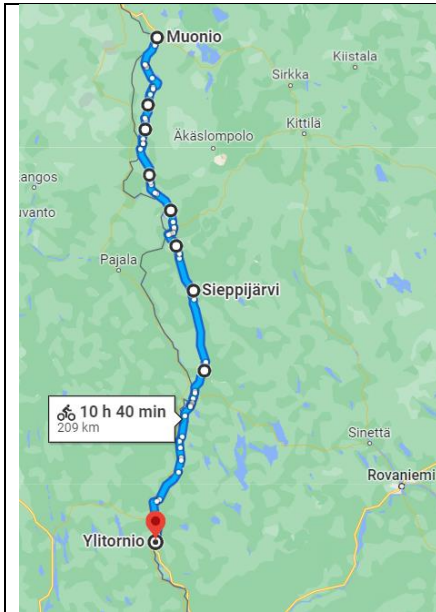 Muonio
Kiistala
Sirkka
Äkäslompolo
Kittilä
angos
uvanto
Pajala
Sieppijärvi
10 h 40 min
209 km
Sinettä
Rovaniemi
Ylitornio